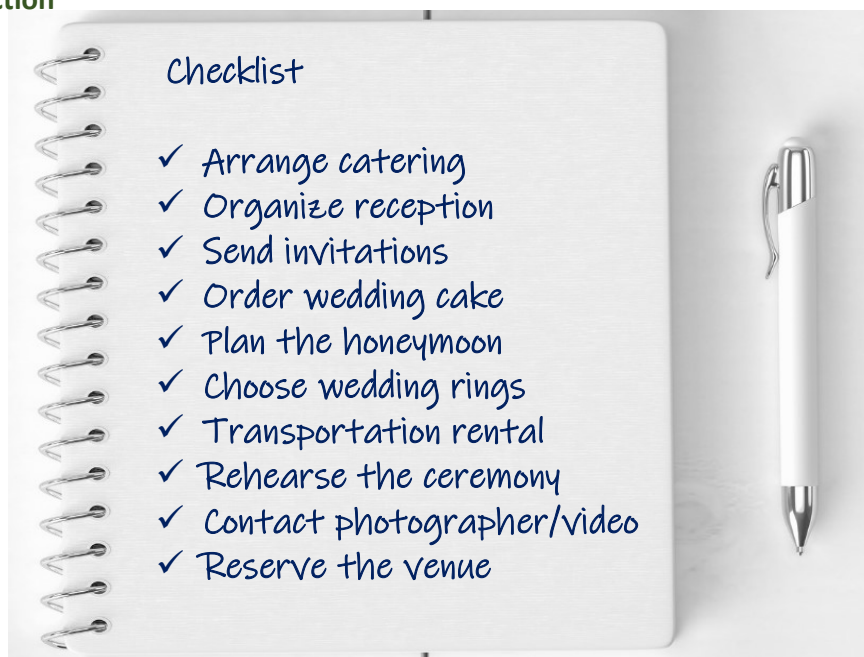 Checklist
✓ Arrange catering
✓ Organize reception
✓ Send invitations
✓ Order wedding cake
✓ Plan the honeymoon
✓ Choose wedding rings
✓ Transportation rental
✓ Rehearse the ceremony
✓ Contact photographer/video
✓ Reserve the venue